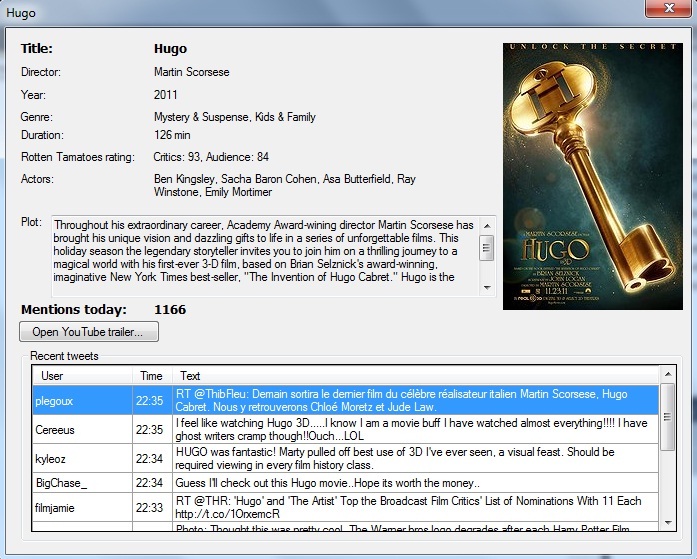 Hugo
Title: Hugo
Director: Martin Scorsese
Year: 2011
Genre: Mystery & Suspense, Kids & Family
Duration: 126 min
Rotten Tamatoes rating: Critics: 93, Audience: 84
Actors: Ben Kingsley, Sacha Baron Cohen, Asa Butterfield, Ray
Winstone, Emily Mortimer
UNLOCK THE SECRET
H
A MARTIN SCORSESE
HUGO
IN 3D
BRIAN SELZNICK
JOHN LOGAN
MARTIN SCORSESE
11.23.11
Plot: Throughout his extraordinary career, Academy Award-wining director Martin Scorsese has
brought his unique vision and dazzling gifts to life in a series of unforgettable films. This
holiday season the legendary storyteller invites you to join him on a thrilling journey to a
magical world with his first-ever 3-D film, based on Brian Selznick's award-winning,
imaginative New York Times best-seller, "The Invention of Hugo Cabret." Hugo is the
Mentions today: 1166
Open YouTube trailer...
Recent tweets
User Time Text
plegoux 22:35 RT @ThibFleu: Demain sortira le dernier film du célèbre réalisateur italien Martin Scorsese, Hugo
Cabret. Nous y retrouverons Chloé Moretz et Jude Law.
Cereeus 22:35 I feel like watching Hugo 3D.....I know I am a movie buff I have watched almost everything!!!! I have
ghost writers cramp though!!Ouch...LOL
kyleoz 22:34 HUGO was fantastic! Marty pulled off best use of 3D I've ever seen, a visual feast. Should be
required viewing in every film history class.
BigChase_ 22:34 Guess I'll check out this Hugo movie..Hope its worth the money..
filmjamie 22:33 RT @THR: 'Hugo' and 'The Artist' Top the Broadcast Film Critics' List of Nominations With 11 Each
http://t.co/1OrxemcR
Photo: Thought this was pretty cool. The Warner bros logo degrades after each Harry Potter Film